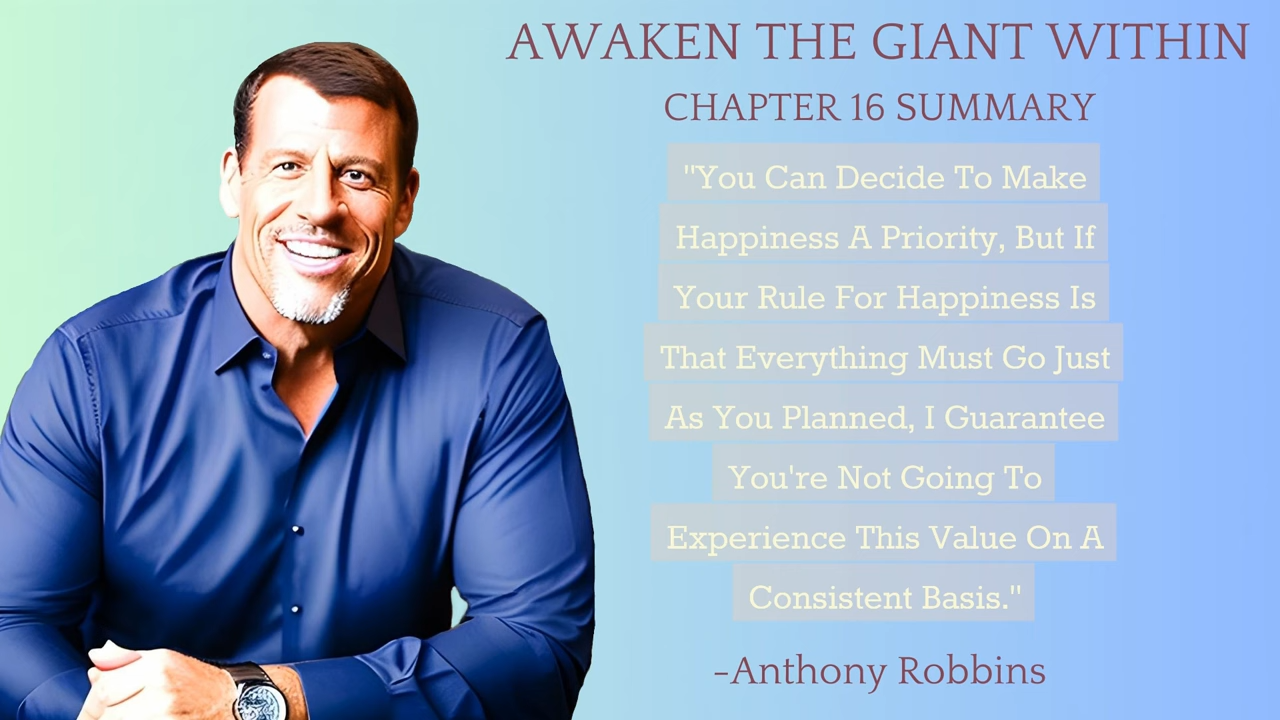 AWAKEN THE GIANT WITHIN
CHAPTER 16 SUMMARY
"You Can Decide To Make
Happiness A Priority, But If
Your Rule For Happiness Is
That Everything Must Go Just
As You Planned, I Guarantee
You're Not Going To
Experience This Value On A
Consistent Basis."
-Anthony Robbins